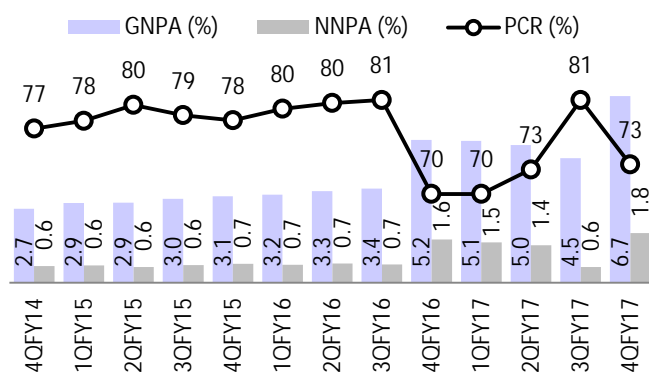 GNPA (%) NNPA (%) PCR (%)
77 78 80 79 78 80 80 81 70 70 73 81 73
2.7 0.6 2.9 0.6 2.9 0.6 3.0 0.6 3.1 0.7 3.2 0.7 3.3 0.7 3.4 0.7 5.2 1.6 5.1 1.5 5.0 1.4 4.5 0.6 6.7 1.8
4QFY14 1QFY15 2QFY15 3QFY15 4QFY15 1QFY16 2QFY16 3QFY16 4QFY16 1QFY17 2QFY17 3QFY17 4QFY17